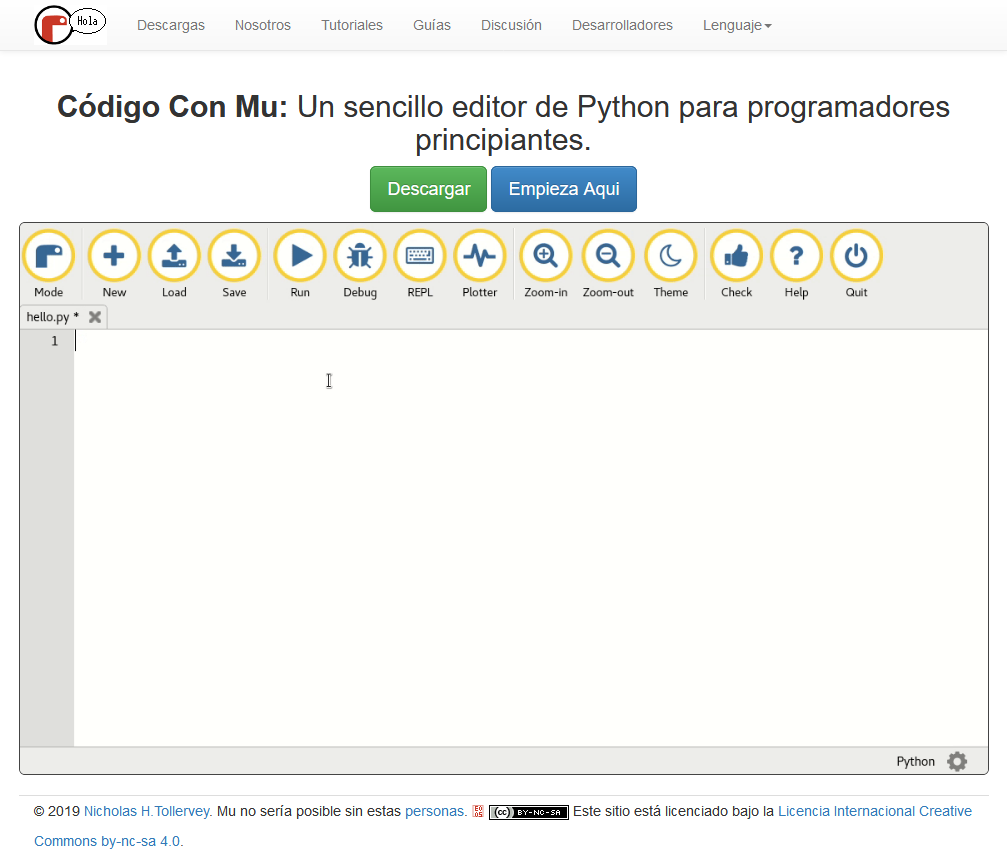 Hola
Descargas Nosotros Tutoriales Guías Discusión Desarrolladores Lenguaje
Código Con Mu: Un sencillo editor de Python para programadores
principiantes.
Descargar Empieza Aqui
Mode New Load Save Run Debug REPL Plotter Zoom-in Zoom-out Theme Check Help Quit
hello.py *
1
Python
© 2019 Nicholas H.Tollervey. Mu no sería posible sin estas personas. (cc) BY-NC-SA Este sitio está licenciado bajo la Licencia Internacional Creative
Commons by-nc-sa 4.0.